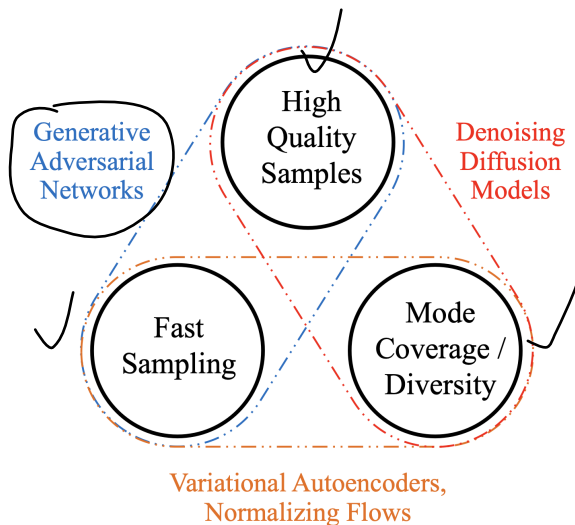 High
Quality
Samples
Generative
Adversarial
Networks
Denoising
Diffusion
Models
Fast
Sampling
Mode
Coverage /
Diversity
Variational Autoencoders,
Normalizing Flows